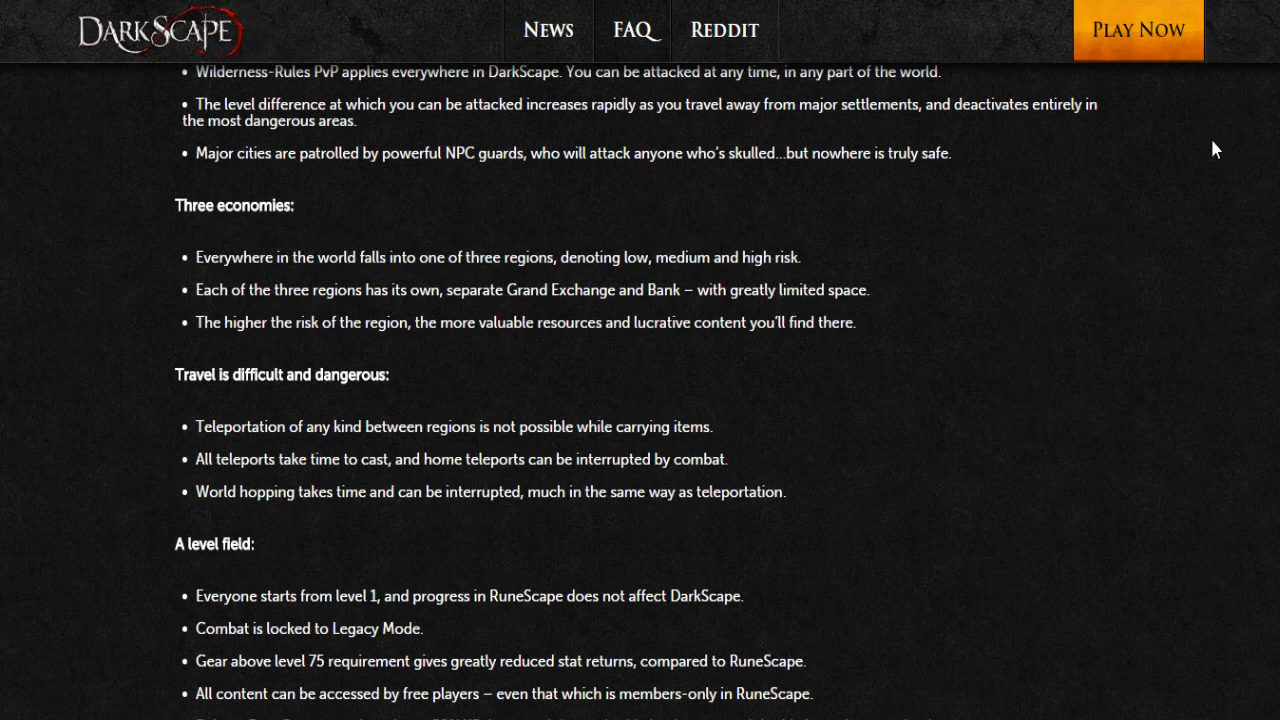 DARKSCAPE
NEWS
FAQ
REDDIT
PLAY NOW
• Wilderness-Rules PvP applies everywhere in DarkScape. You can be attacked at any time, in any part of the world.
• The level difference at which you can be attacked increases rapidly as you travel away from major settlements, and deactivates entirely in
the most dangerous areas.
• Major cities are patrolled by powerful NPC guards, who will attack anyone who's skulled...but nowhere is truly safe.
Three economies:
• Everywhere in the world falls into one of three regions, denoting low, medium and high risk.
• Each of the three regions has its own, separate Grand Exchange and Bank – with greatly limited space.
• The higher the risk of the region, the more valuable resources and lucrative content you'll find there.
Travel is difficult and dangerous:
• Teleportation of any kind between regions is not possible while carrying items.
• All teleports take time to cast, and home teleports can be interrupted by combat.
• World hopping takes time and can be interrupted, much in the same way as teleportation.
A level field:
• Everyone starts from level 1, and progress in RuneScape does not affect DarkScape.
• Combat is locked to Legacy Mode.
• Gear above level 75 requirement gives greatly reduced stat returns, compared to RuneScape.
• All content can be accessed by free players – even that which is members-only in RuneScape.